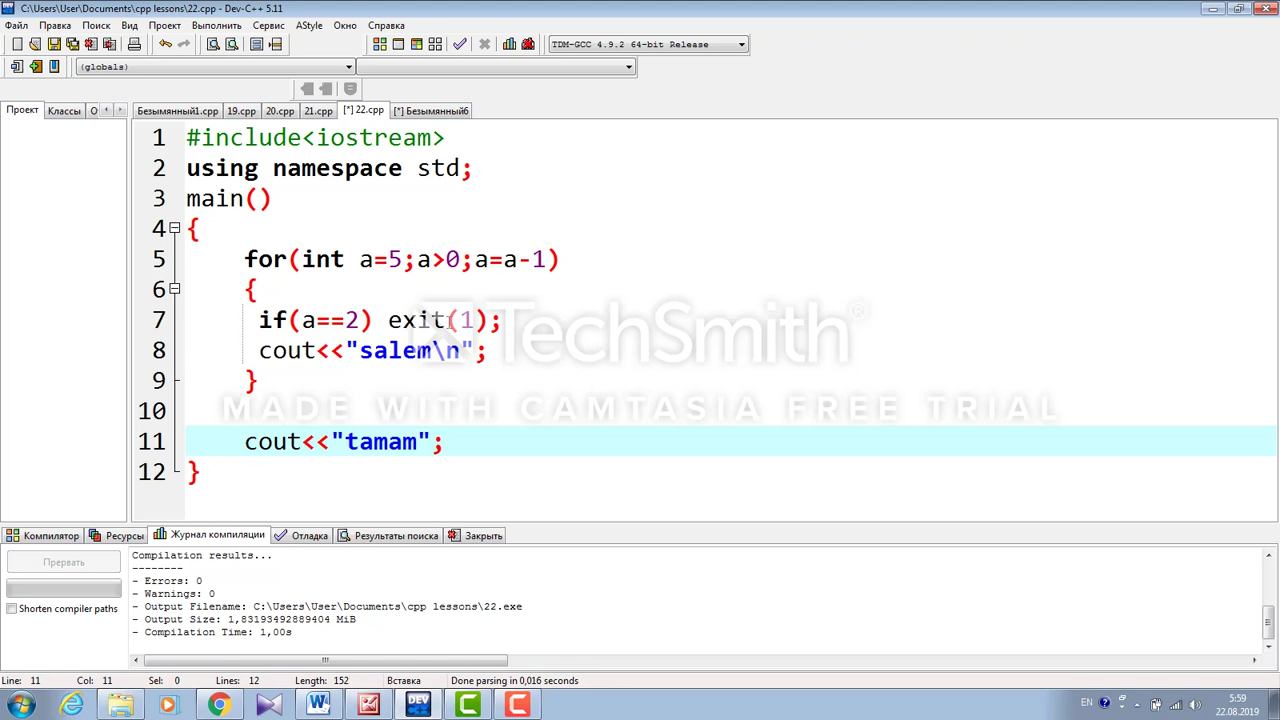 C:\Users\User\Documents\cpp lessons\22.cpp - Dev-C++ 5.11
Файл Правка Поиск Вид Проект Выполнить Сервис AStyle Окно Справка
TDM-GCC 4.9.2 64-bit Release
(globals)
Проект Классы О Безымянный1.cpp 19.cpp 20.cpp 21.cpp [*] 22.cpp [*] Безымянный6
1 #include<iostream>
2 using namespace std;
3 main()
4 {
5 for(int a=5;a>0;a=a-1)
6 {
7 if(a==2) exit(1);
8 cout<<"salem\n";
9 }
10
11 cout<<"tamam";
12 }
TechSmith®
MADE WITH CAMTASIA FREE TRIAL
Компилятор Ресурсы Журнал компиляции Отладка Результаты поиска Закрыть
Прервать
Shorten compiler paths
Compilation results...
--------
- Errors: 0
- Warnings: 0
- Output Filename: C:\Users\User\Documents\cpp lessons\22.exe
- Output Size: 1,83193492889404 MiB
- Compilation Time: 1,00s
Line: 11 Col: 11 Sel: 0 Lines: 12 Length: 152 Вставка Done parsing in 0,016 seconds
DEV
EN 5:59
22.08.2019